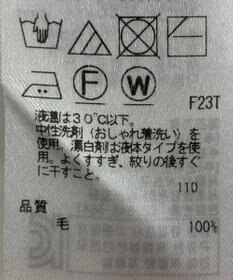 F W
F23T
液温は30℃以下。
中性洗剤(おしゃれ着洗い)を
使用。漂白剤は液体タイプを使
用。よくすすぎ、絞りの後すぐ
に干すこと。
110
品質
毛 100%